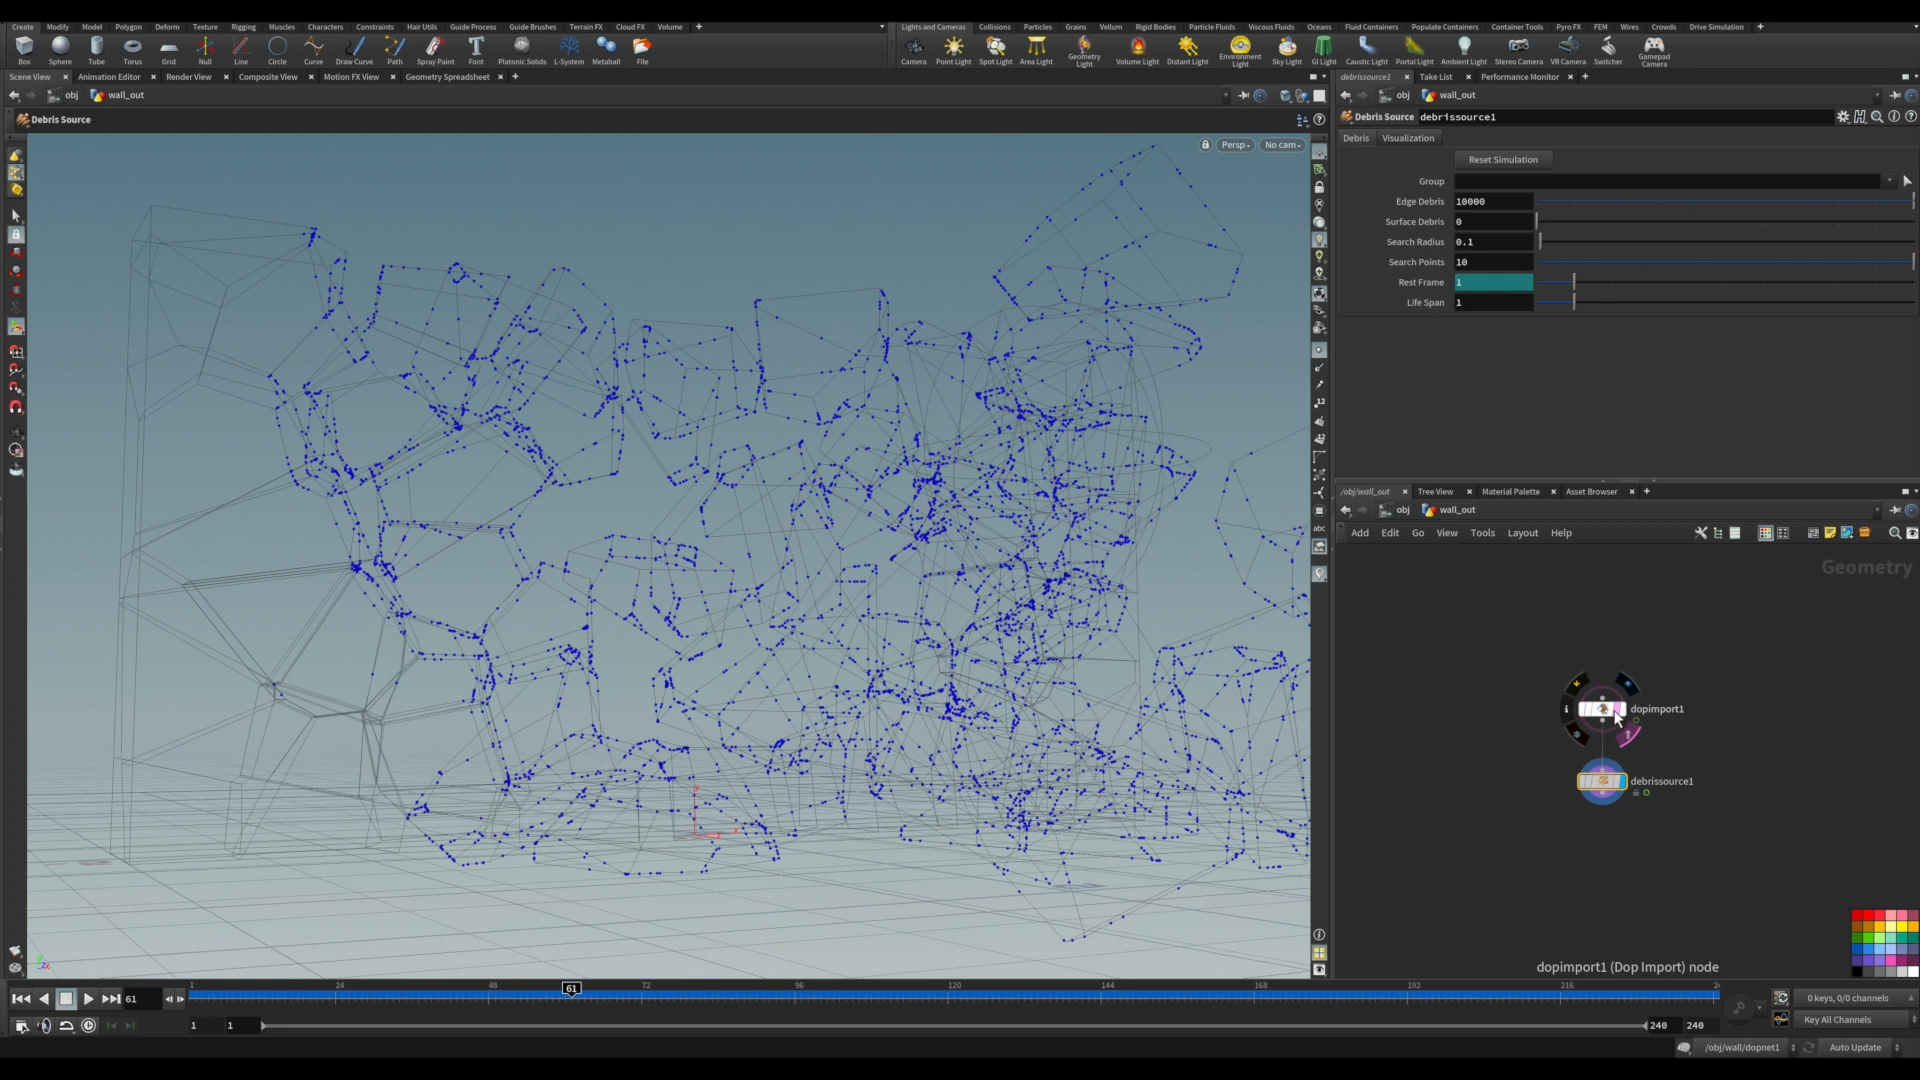 Create Modify Model Polygon Deform Texture Rigging Muscles Characters Constraints Hair Utils Guide Process Guide Brushes Terrain FX Cloud FX Volume
Lights and Cameras Collisions Particles Grains Vellum Rigid Bodies Particle Fluids Viscous Fluids Oceans Fluid Containers Populate Containers Container Tools Pyro FX FEM Wires Crowds Drive Simulation
Box Sphere Tube Torus Grid Null Line Circle Curve Draw Curve Path Spray Paint Font Platonic Solids L-System Metaball File
Camera Point Light Spot Light Area Light Geometry Light Volume Light Distant Light Environment Light Sky Light GI Light Caustic Light Portal Light Ambient Light Stereo Camera VR Camera Switcher Gamepad Camera
Scene View Animation Editor Render View Composite View Motion FX View Geometry Spreadsheet
debrissource1 Take List Performance Monitor
obj wall_out
obj wall_out
Debris Source
Debris Source debrissource1
Debris Visualization
Persp No cam
Reset Simulation
Group
Edge Debris 10000
Surface Debris 0
Search Radius 0.1
Search Points 10
Rest Frame 1
Life Span 1
/obj/wall_out Tree View Material Palette Asset Browser
obj wall_out
Add Edit Go View Tools Layout Help
Geometry
dopimport1
debrissource1
dopimport1 (Dop Import) node
61
1 24 48 61 72 96 120 144 168 192 216
0 keys, 0/0 channels
1 1 240 240
Key All Channels
/obj/wall/dopnet1 Auto Update